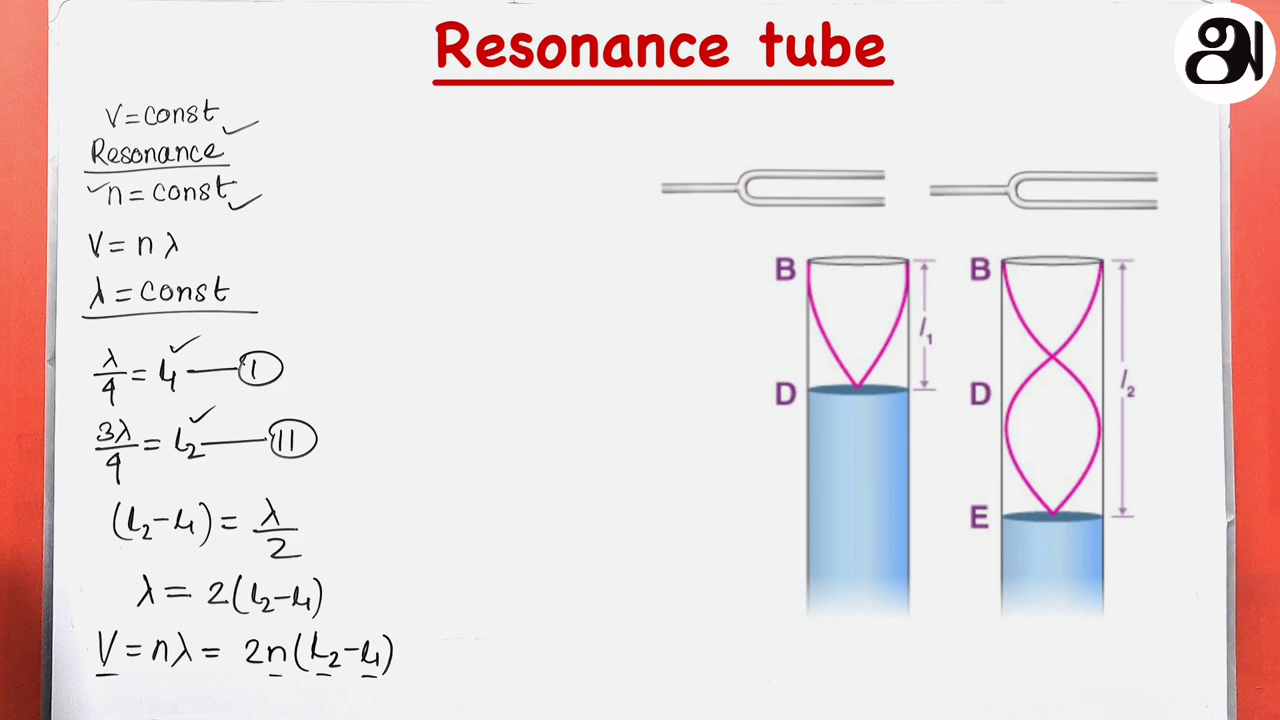 Resonance tube
V = const ✓
Resonance
✓ n = const ✓
V = n λ
λ = const
λ/4 = l₁ ✓ —— Ⅰ
3λ/4 = l₂ ✓ —— ⅠⅠ
(l₂ - l₁) = λ/2
λ = 2(l₂ - l₁)
V = nλ = 2n(l₂ - l₁)
B l₁ B l₂
D D
E